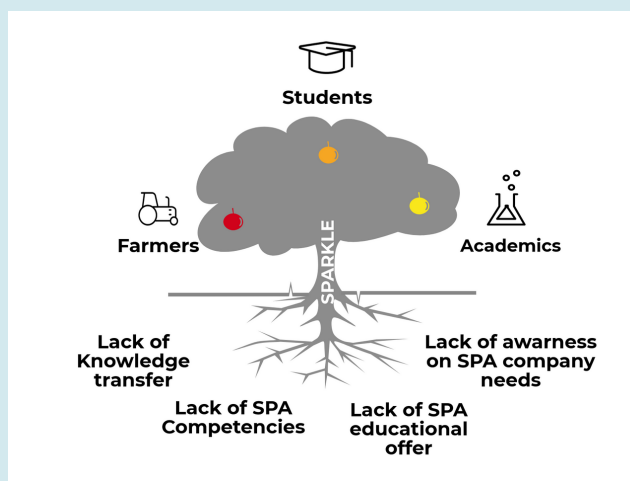 Students
Farmers
Academics
SPARKLE
Lack of
Knowledge
transfer
Lack of SPA
Competencies
Lack of SPA
educational
offer
Lack of awarness
on SPA company
needs